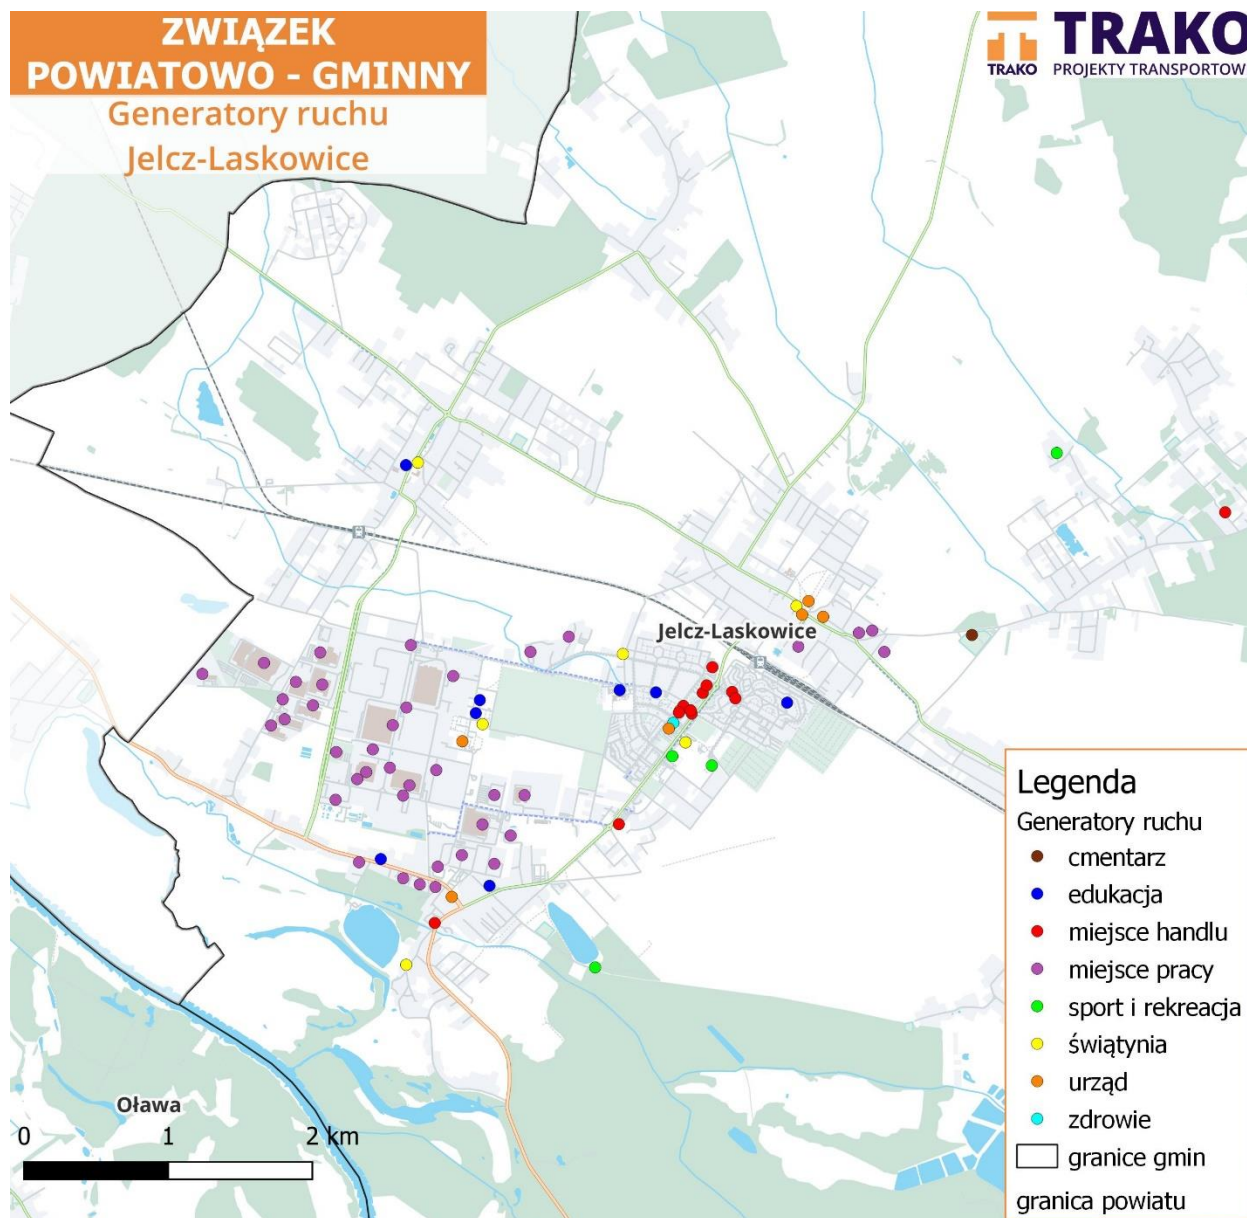 ZWIĄZEK
POWIATOWO - GMINNY
Generatory ruchu
Jelcz-Laskowice
TRAKO
TRAKO
PROJEKTY TRANSPORTOW
Jelcz-Laskowice
Oława
0 1 2 km
Legenda
Generatory ruchu
cmentarz
edukacja
miejsce handlu
miejsce pracy
sport i rekreacja
świątynia
urząd
zdrowie
granice gmin
granica powiatu